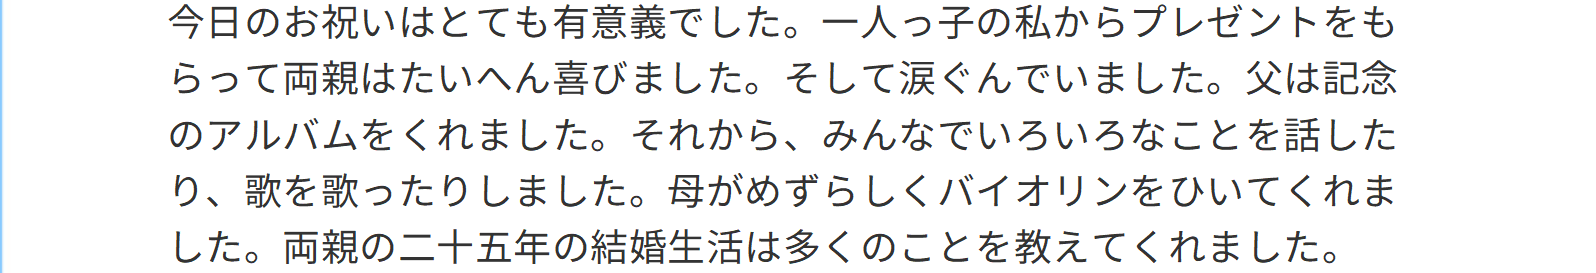 今日のお祝いはとても有意義でした。一人っ子の私からプレゼントをも
らって両親はたいへん喜びました。そして涙ぐんでいました。父は記念
のアルバムをくれました。それから、みんなでいろいろなことを話した
り、歌を歌ったりしました。母がめずらしくバイオリンをひいてくれま
した。両親の二十五年の結婚生活は多くのことを教えてくれました。